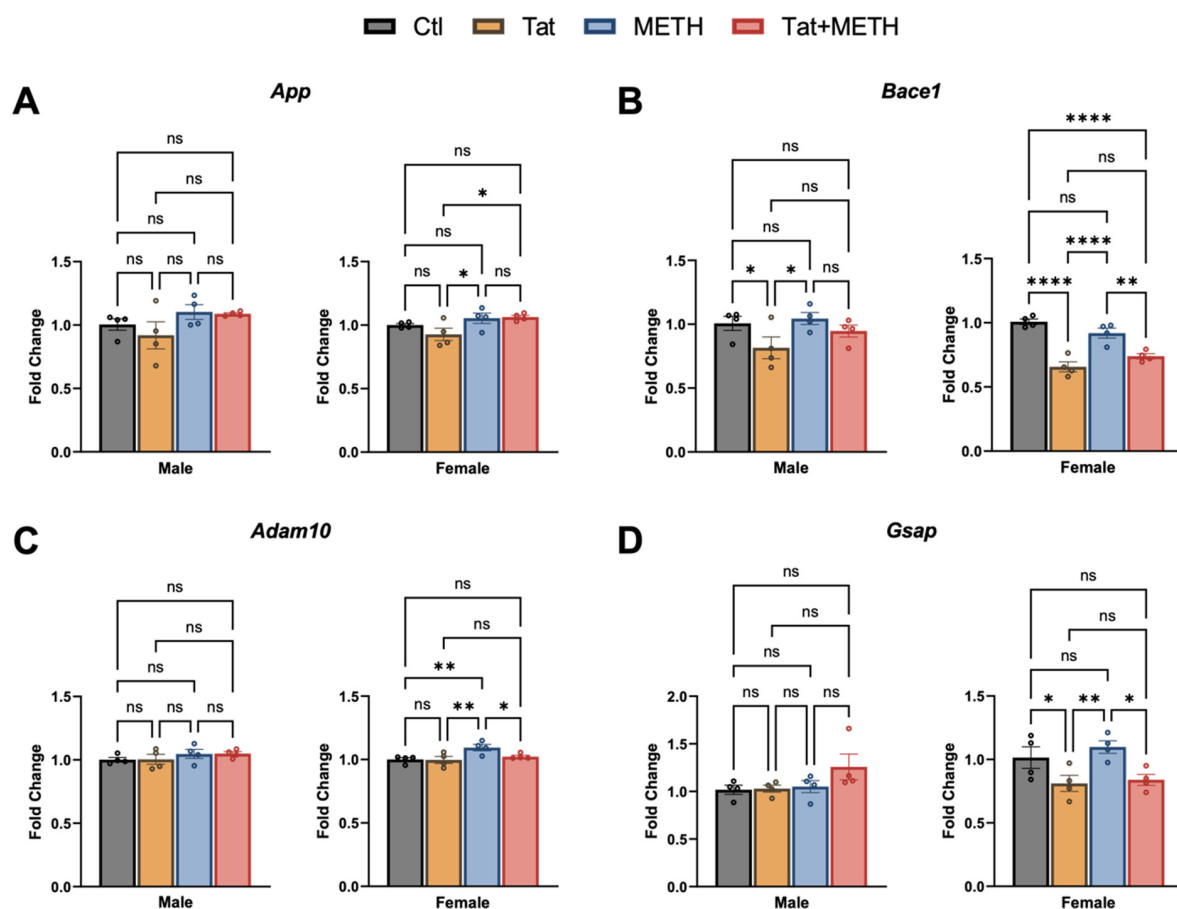 Ctl Tat METH Tat+METH
A App
ns
ns
ns
ns ns ns
Fold Change
1.5
1.0
0.5
0.0
Male
ns
*
ns
ns * ns
Fold Change
1.5
1.0
0.5
0.0
Female
B Bace1
ns
ns
ns
* * ns
Fold Change
1.5
1.0
0.5
0.0
Male
****
ns
ns
****
**** **
Fold Change
1.5
1.0
0.5
0.0
Female
C Adam10
ns
ns
ns
ns ns ns
Fold Change
1.5
1.0
0.5
0.0
Male
ns
ns
**
ns ** *
Fold Change
1.5
1.0
0.5
0.0
Female
D Gsap
ns
ns
ns
ns ns ns
Fold Change
2.0
1.5
1.0
0.5
0.0
Male
ns
ns
ns
* ** *
Fold Change
1.5
1.0
0.5
0.0
Female